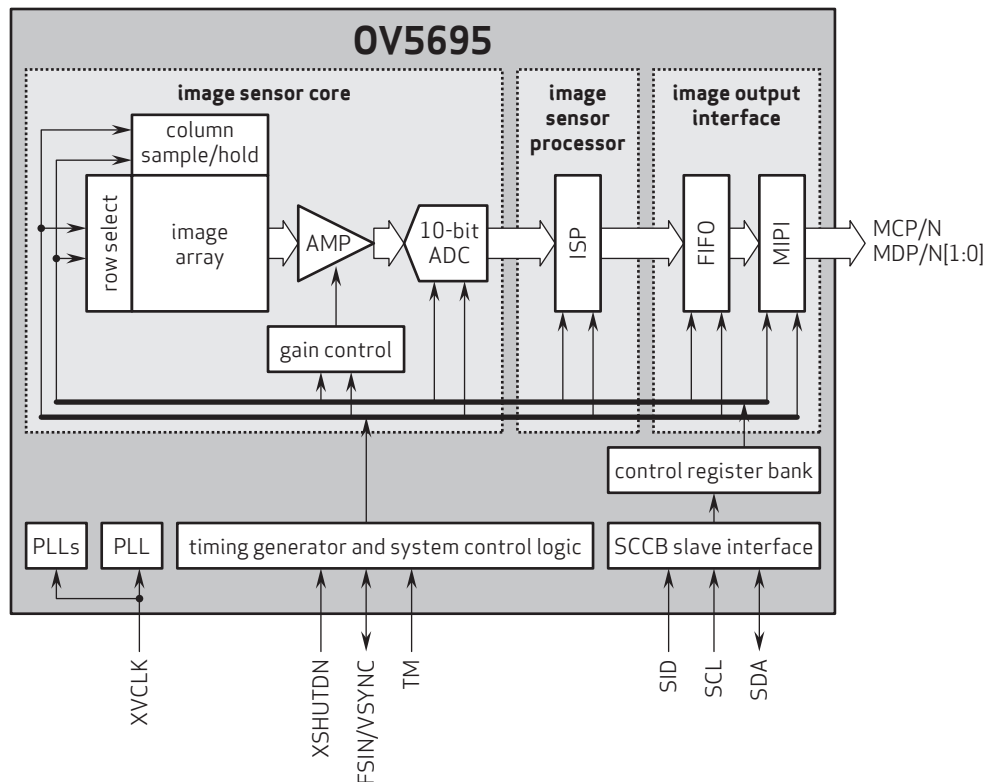 OV5695
image sensor core
image
sensor
processor
image output
interface
column
sample/hold
row select
image
array
AMP
10-bit
ADC
ISP
FIFO
MIPI
MCP/N
MDP/N[1:0]
gain control
control register bank
PLLs
PLL
timing generator and system control logic
SCCB slave interface
XVCLK
XSHUTDN
FSIN/VSYNC
TM
SID
SCL
SDA